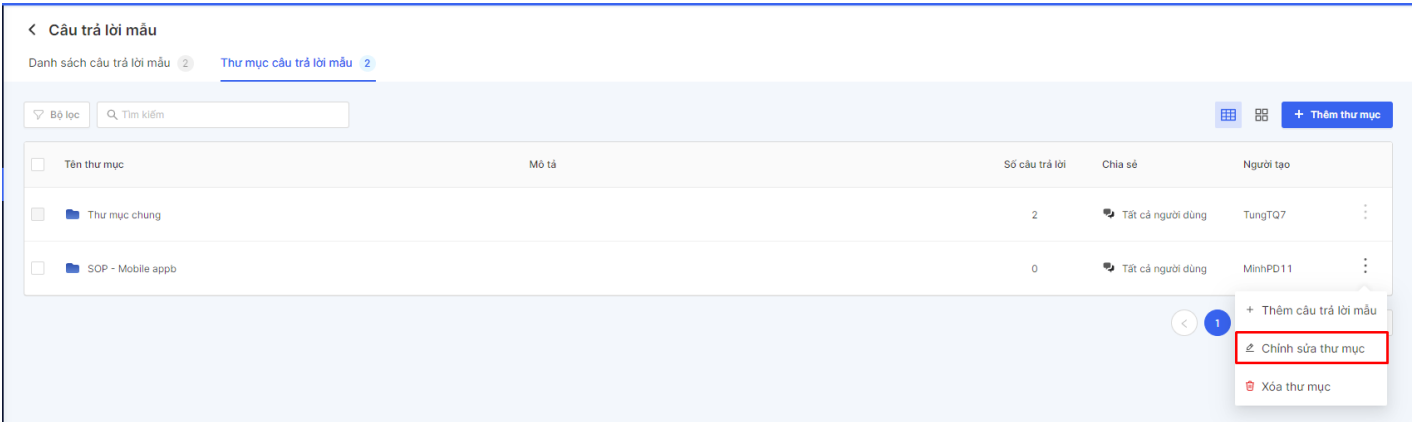 Câu trả lời mẫu
Danh sách câu trả lời mẫu 2 Thư mục câu trả lời mẫu 2
Bộ lọc Tìm kiếm + Thêm thư mục
Tên thư mục Mô tả Số câu trả lời Chia sẻ Người tạo
Thư mục chung 2 Tất cả người dùng TungTQ7
SOP - Mobile appb 0 Tất cả người dùng MinhPD11
1
+ Thêm câu trả lời mẫu
Chỉnh sửa thư mục
Xóa thư mục